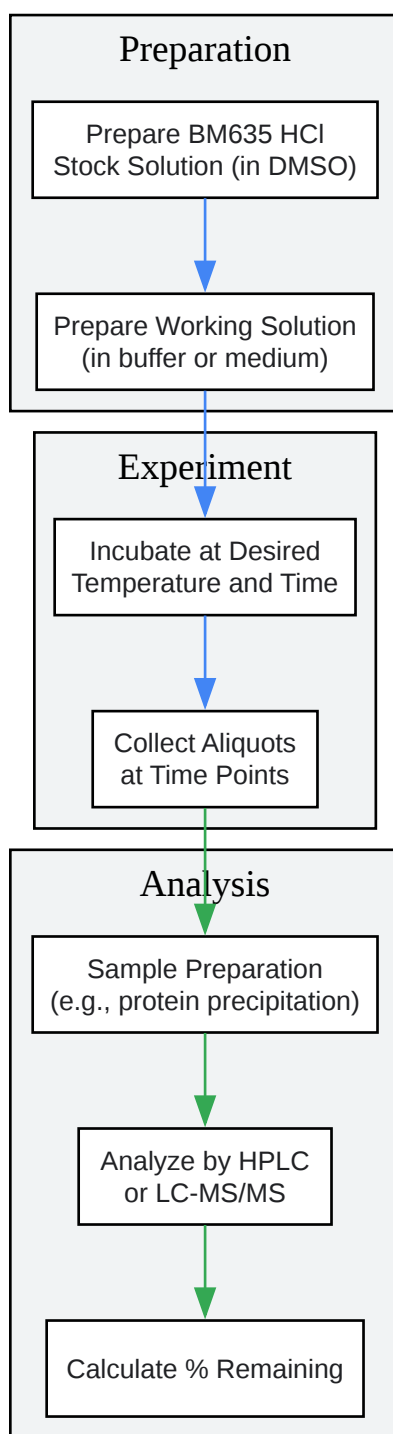 Preparation
Prepare BM635 HCl
Stock Solution (in DMSO)
Prepare Working Solution
(in buffer or medium)
Experiment
Incubate at Desired
Temperature and Time
Collect Aliquots
at Time Points
Analysis
Sample Preparation
(e.g., protein precipitation)
Analyze by HPLC
or LC-MS/MS
Calculate % Remaining